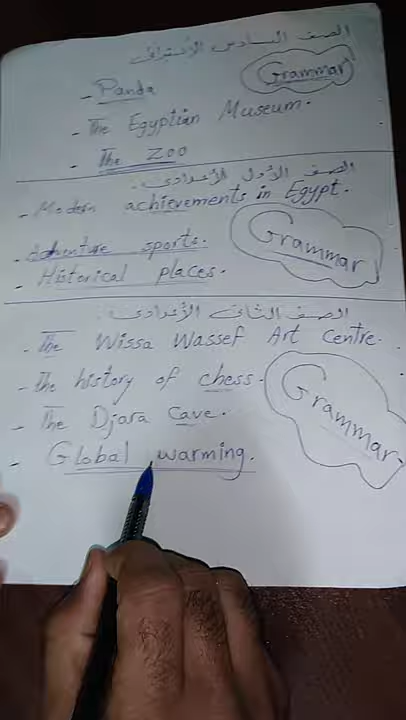 الصف السادس الابتدائي
- Panda
Grammar
- The Egyptian Museum.
- The Zoo
الصف الأول الاعدادي:
- Modern achievements in Egypt.
- adventure sports.
Grammar
- Historical places.
الصف الثاني الاعدادي:
- The Wissa Wassef Art Centre.
- The history of chess.
Grammar
- The Djara Cave.
- Global warming.